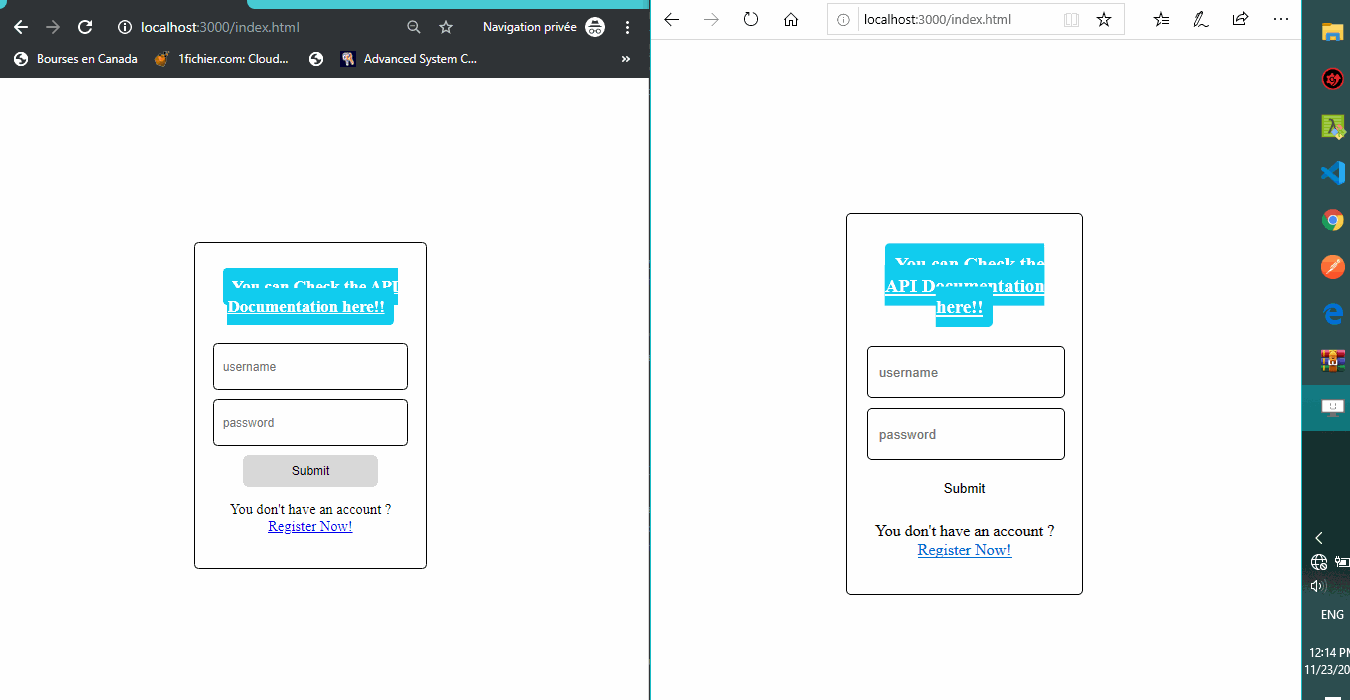 localhost:3000/index.html
Navigation privée
Bourses en Canada
1fichier.com: Cloud...
Advanced System C...
»
You can Check the API
Documentation here!!
username
password
Submit
You don't have an account ?
Register Now!
localhost:3000/index.html
You can Check the
API Documentation
here!!
username
password
Submit
You don't have an account ?
Register Now!
ENG
12:14 PM
11/23/20